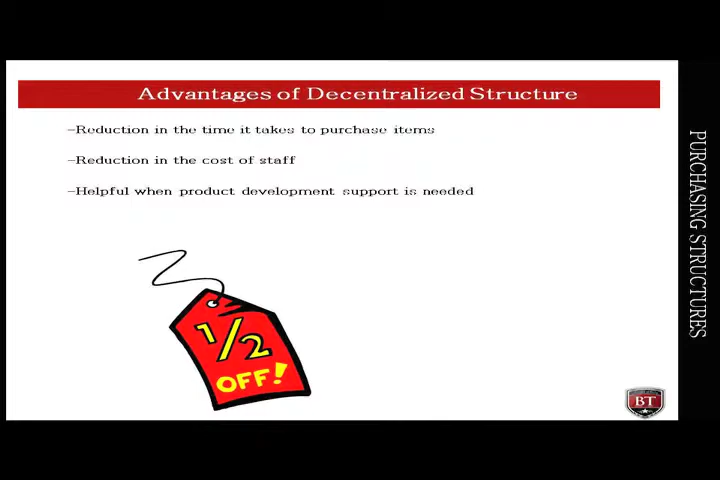 Advantages of Decentralized Structure
-Reduction in the time it takes to purchase items
-Reduction in the cost of staff
-Helpful when product development support is needed
1/2
OFF!
PURCHASING STRUCTURES
BT